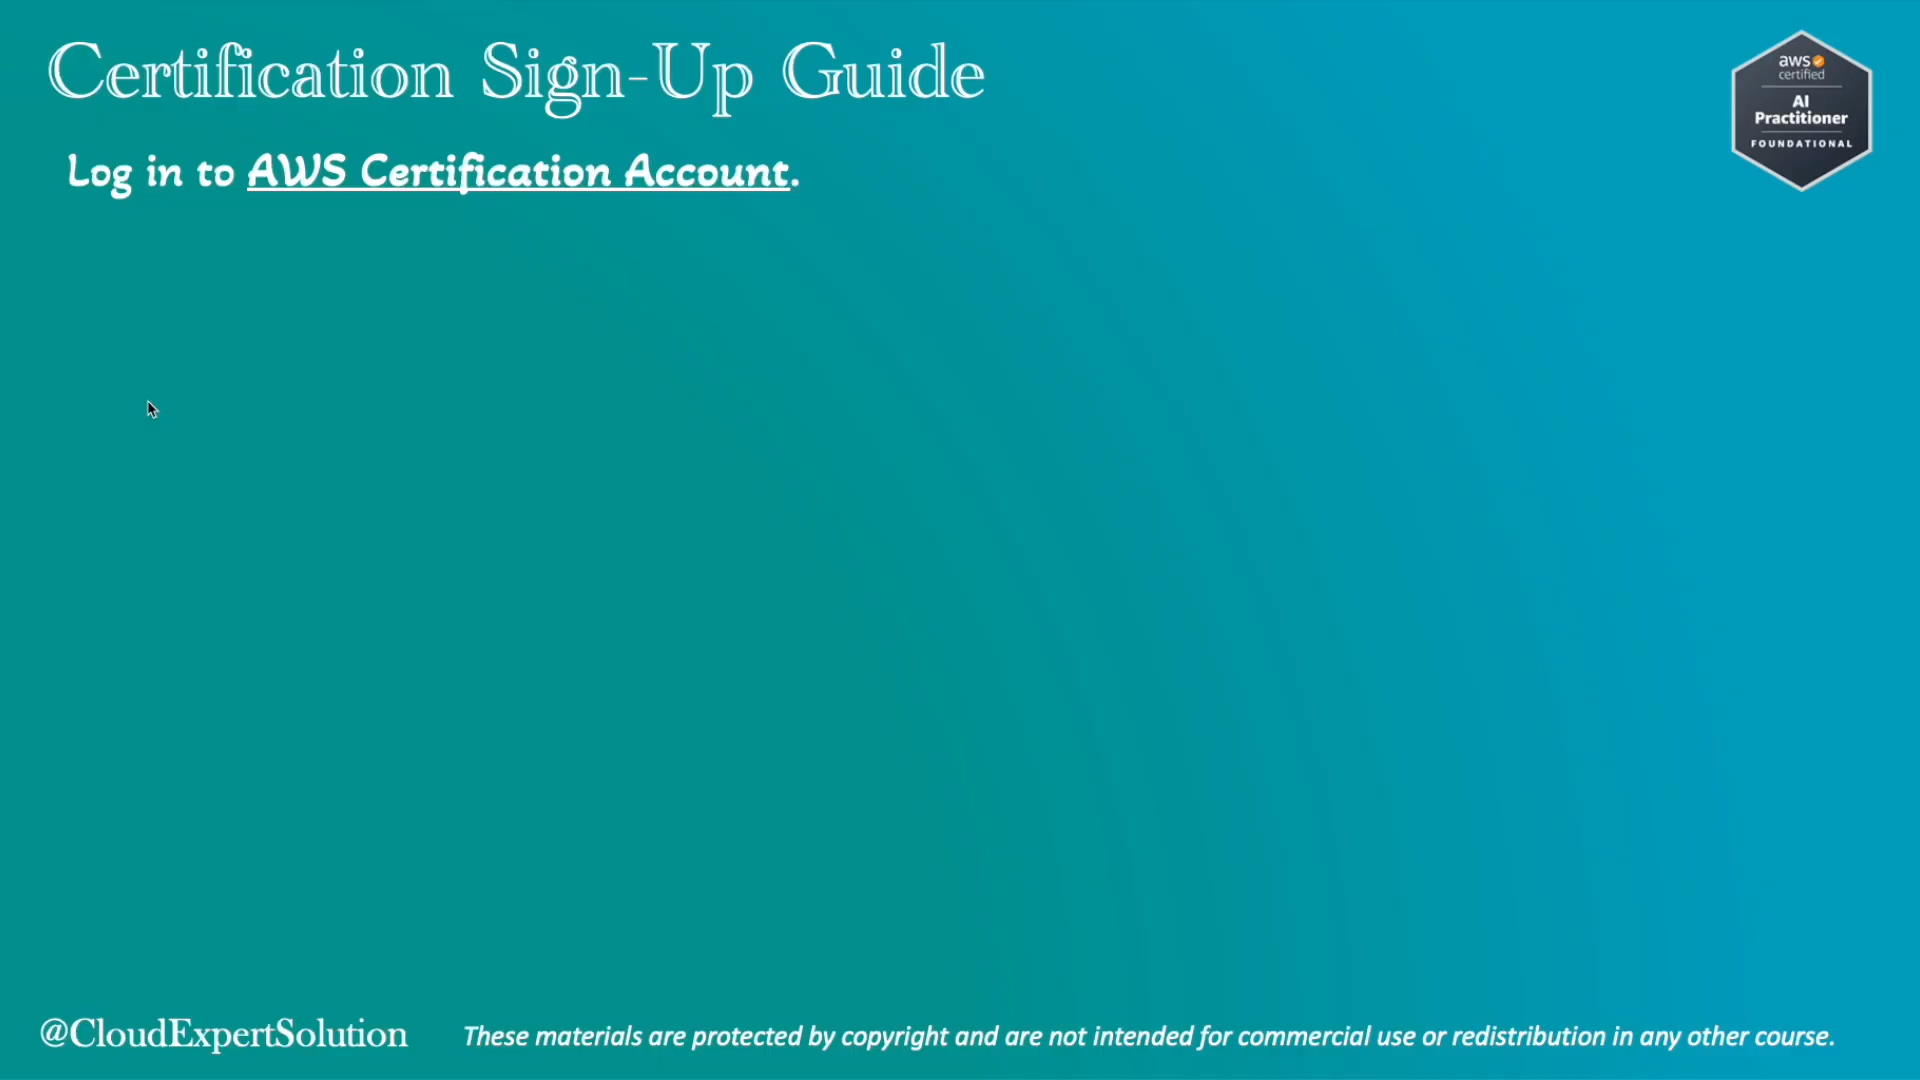 Certification Sign-Up Guide
Log in to AWS Certification Account.
aws
certified
AI
Practitioner
FOUNDATIONAL
@CloudExpertSolution
These materials are protected by copyright and are not intended for commercial use or redistribution in any other course.